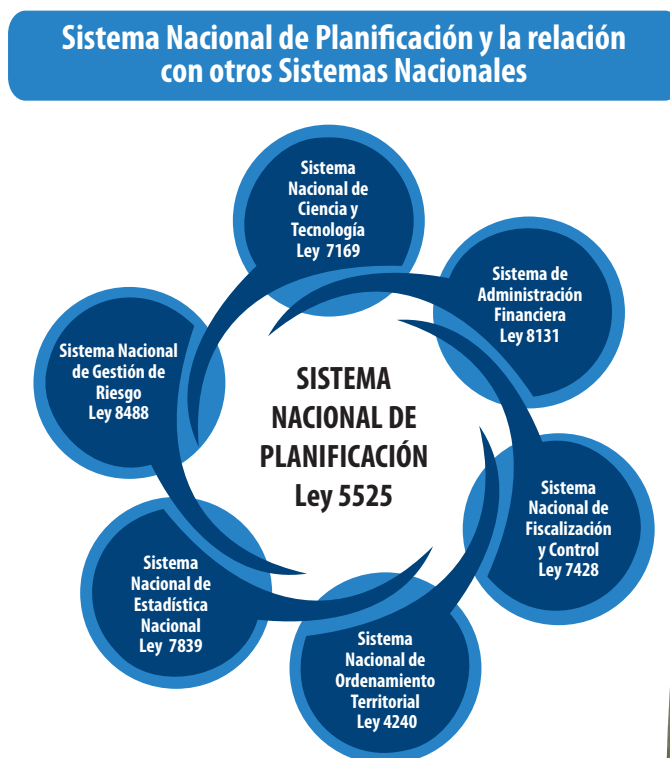 Sistema Nacional de Planificación y la relación
con otros Sistemas Nacionales
Sistema
Nacional de
Ciencia y
Tecnología
Ley 7169
Sistema de
Administración
Financiera
Ley 8131
Sistema Nacional
de Gestión de
Riesgo
Ley 8488
SISTEMA
NACIONAL DE
PLANIFICACIÓN
Ley 5525
Sistema
Nacional de
Fiscalización
y Control
Ley 7428
Sistema
Nacional de
Estadística
Nacional
Ley 7839
Sistema
Nacional de
Ordenamiento
Territorial
Ley 4240